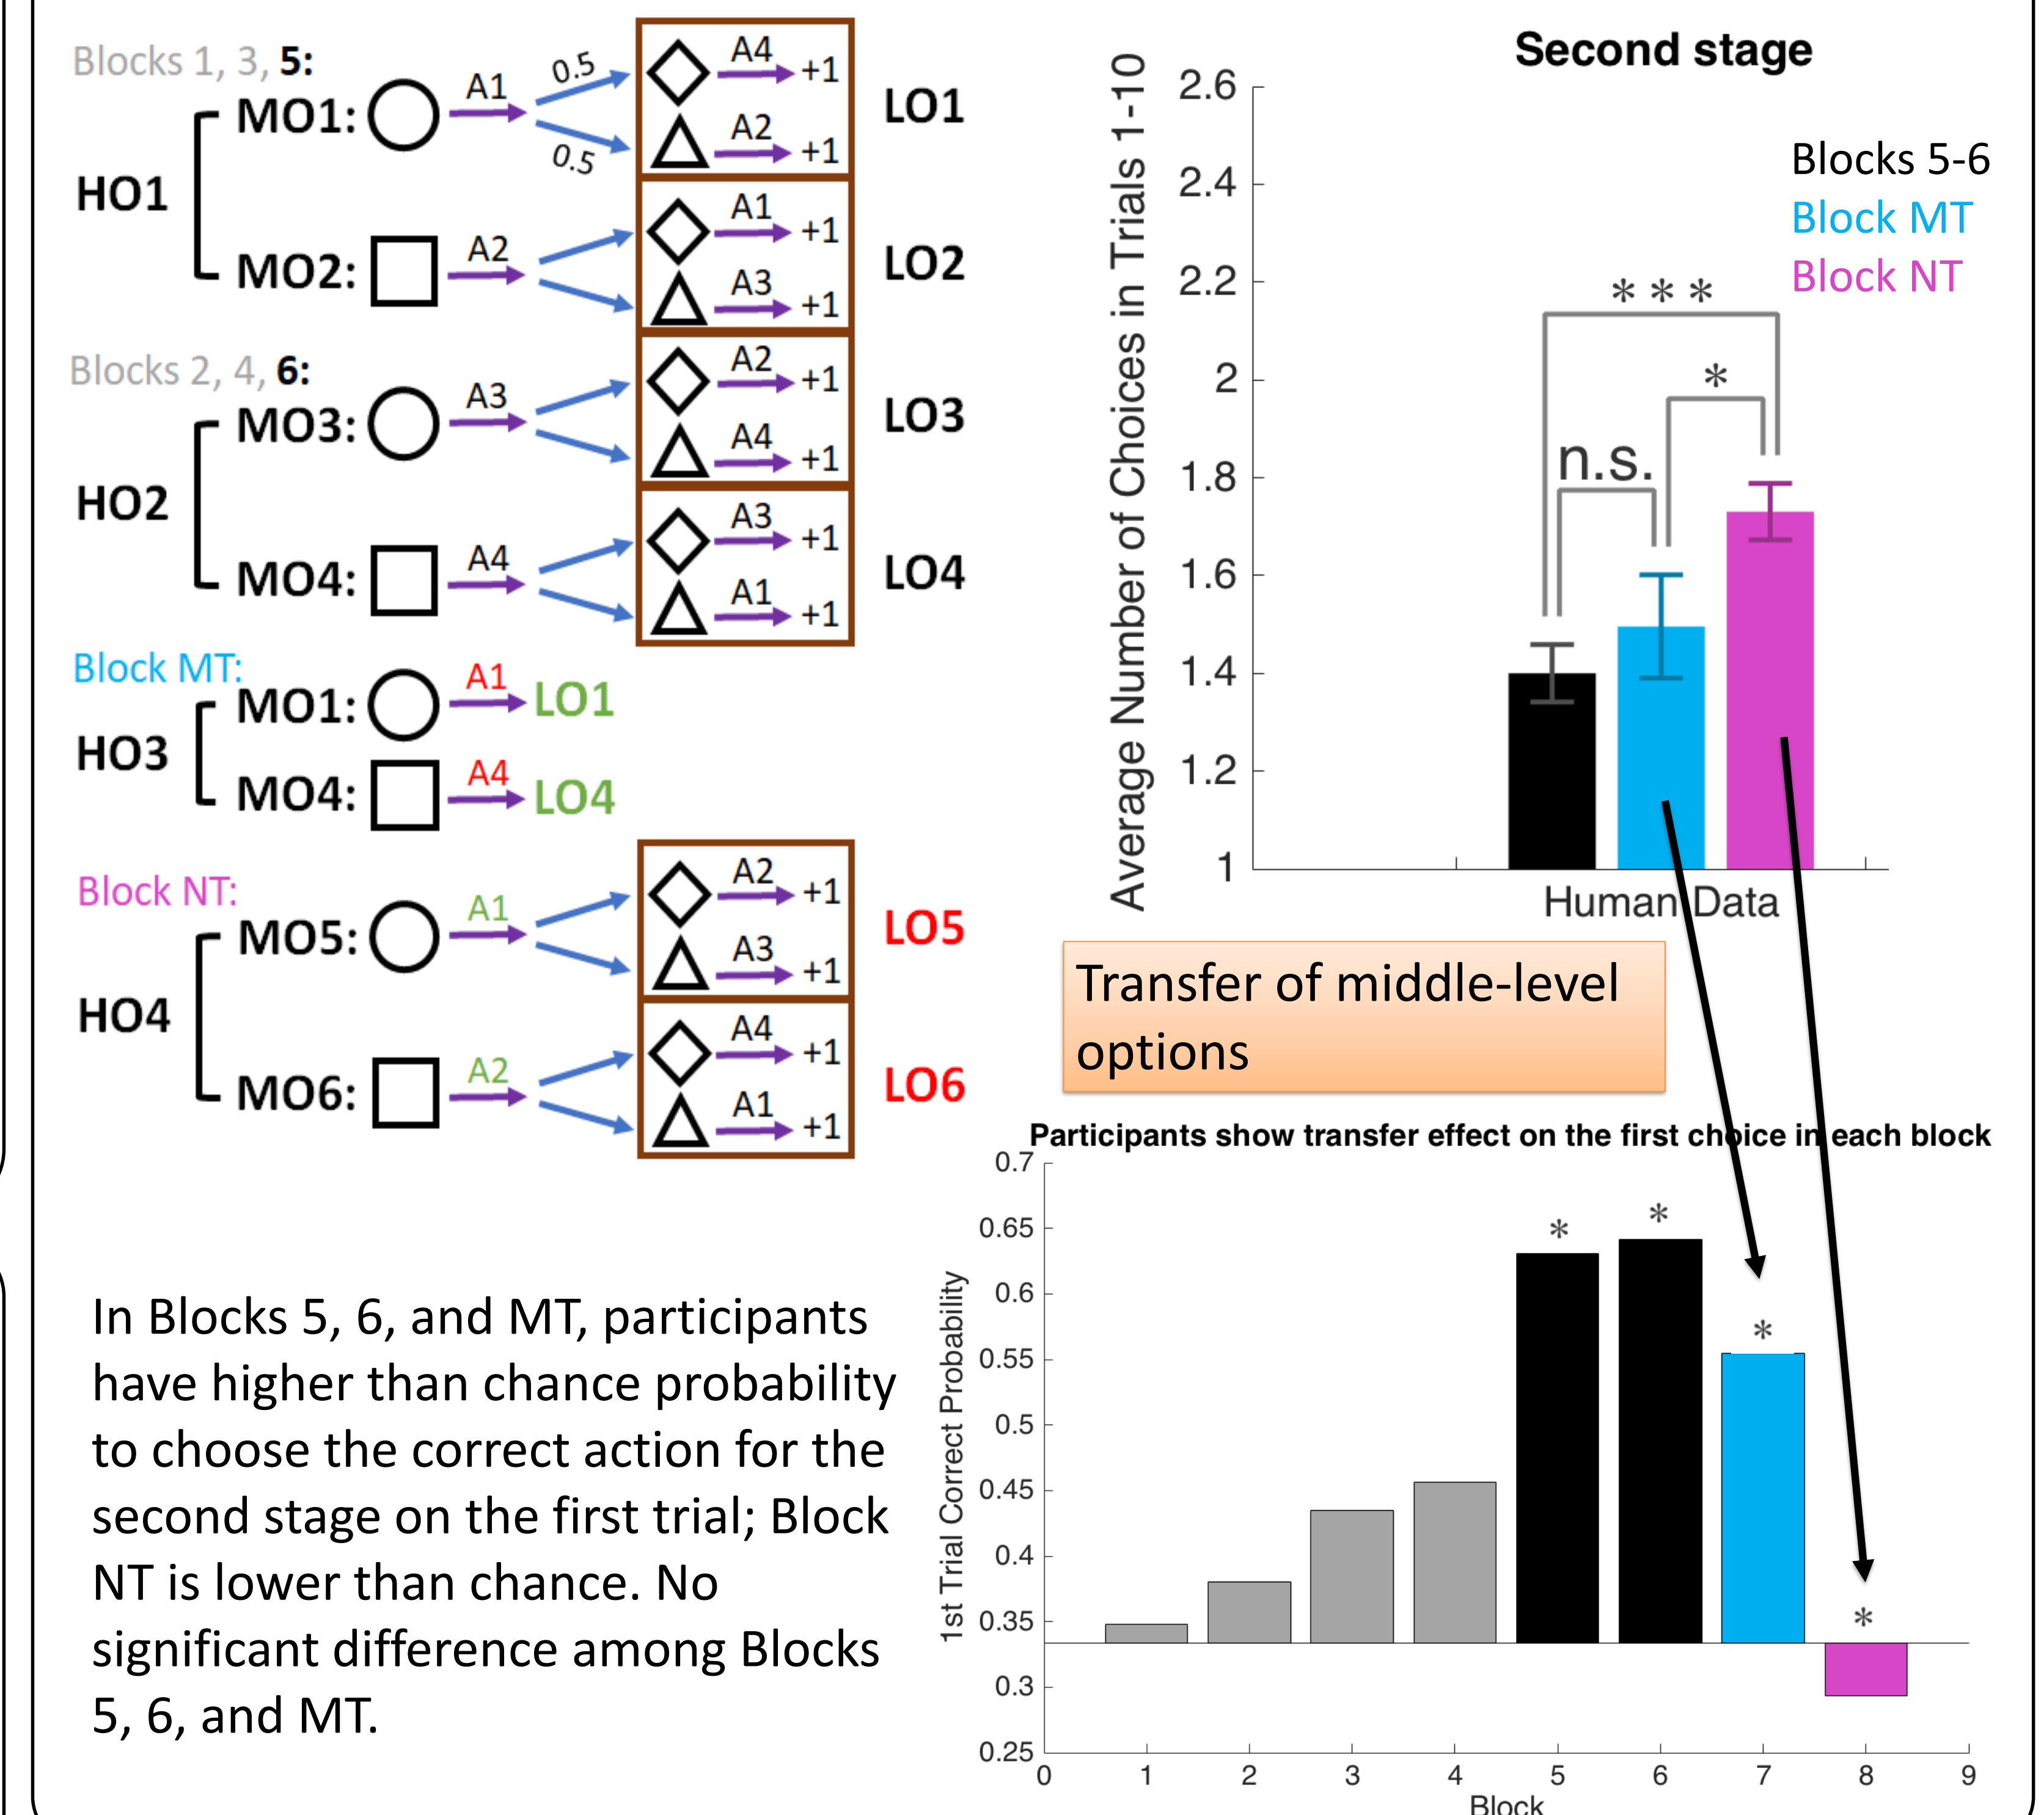 Blocks 1, 3, 5:
HO1
MO1:
A1
0.5
0.5
A4
+1
A2
+1
LO1
MO2:
A2
A1
+1
A3
+1
LO2
Blocks 2, 4, 6:
HO2
MO3:
A3
A2
+1
A4
+1
LO3
MO4:
A4
A3
+1
A1
+1
LO4
Block MT:
HO3
MO1:
A1
LO1
MO4:
A4
LO4
Block NT:
HO4
MO5:
A1
A2
+1
A3
+1
LO5
MO6:
A2
A4
+1
A1
+1
LO6
In Blocks 5, 6, and MT, participants
have higher than chance probability
to choose the correct action for the
second stage on the first trial; Block
NT is lower than chance. No
significant difference among Blocks
5, 6, and MT.
Second stage
Average Number of Choices in Trials 1-10
2.6
2.4
2.2
2
1.8
1.6
1.4
1.2
1
Blocks 5-6
Block MT
Block NT
* * *
*
n.s.
Human Data
Transfer of middle-level
options
Participants show transfer effect on the first choice in each block
1st Trial Correct Probability
0.7
0.65
0.6
0.55
0.5
0.45
0.4
0.35
0.3
0.25
*
*
*
*
0 1 2 3 4 5 6 7 8 9
Block